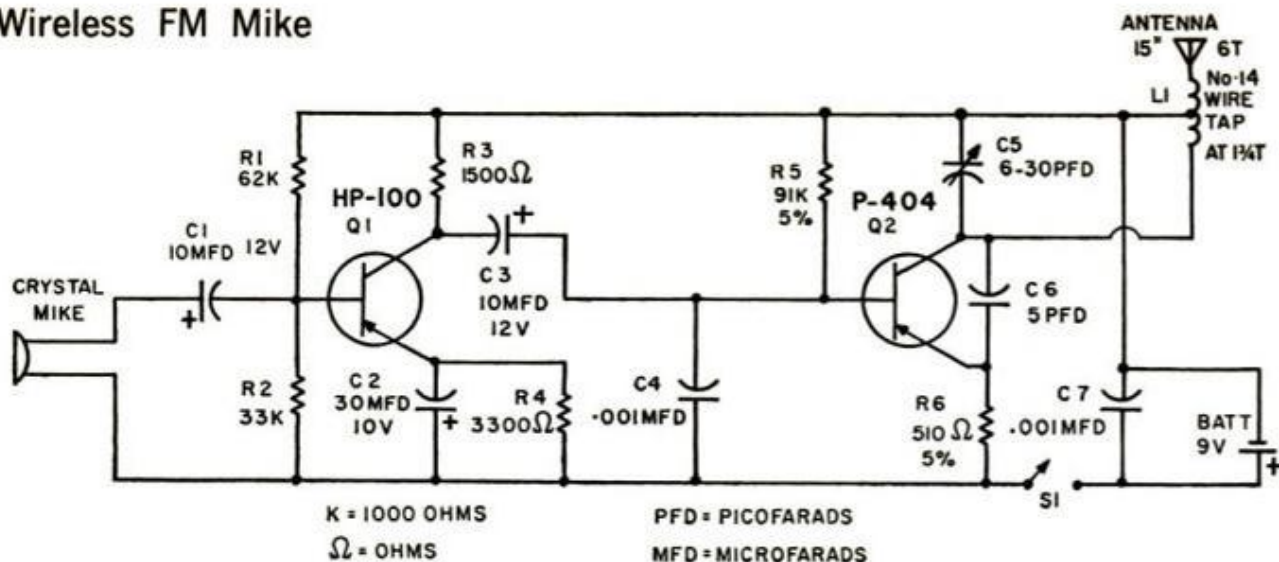 Wireless FM Mike
ANTENNA
15" 6T
No·14
WIRE
TAP
AT 1¾T
L1
R1
62K
R3
1500Ω
HP-100
Q1
C1
10MFD 12V
CRYSTAL
MIKE
+
R2
33K
C2
30MFD
10V
+
C3
10MFD
12V
+
R4
3300Ω
C4
·001MFD
R5
91K
5%
P-404
Q2
C5
6-30PFD
C6
5PFD
R6
510Ω
5%
C7
.001MFD
BATT
9V
+
S1
K = 1000 OHMS
Ω = OHMS
PFD = PICOFARADS
MFD = MICROFARADS